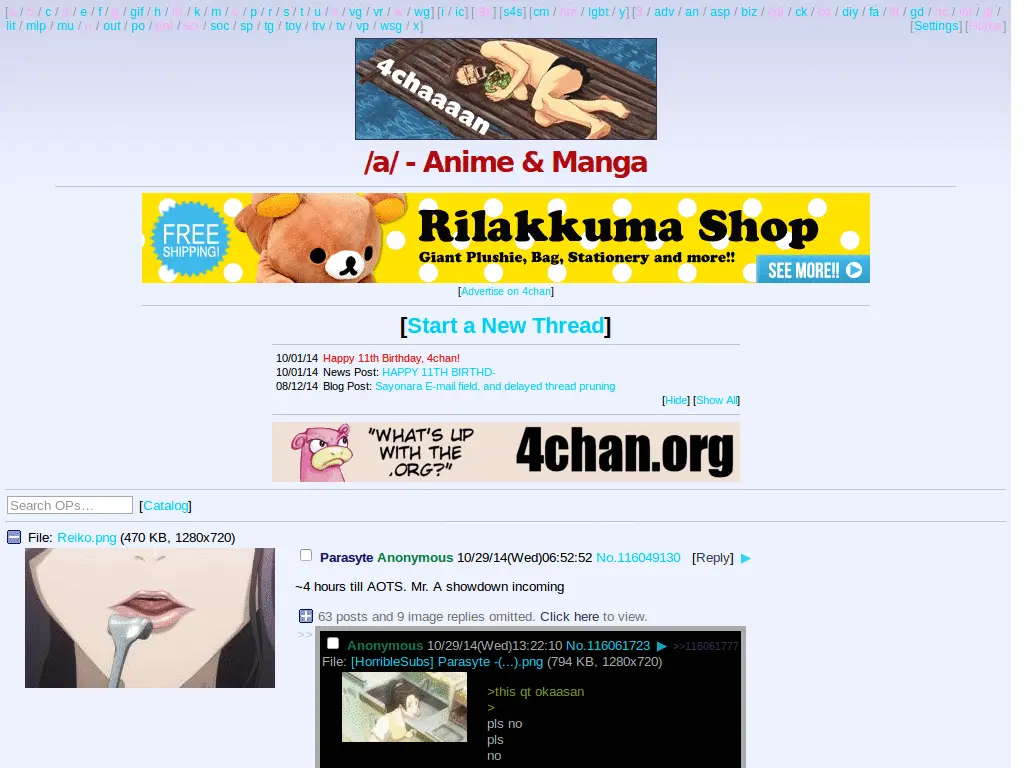 [a / b / c / d / e / f / g / gif / h / hr / k / m / o / p / r / s / t / u / v / vg / vr / w / wg] [i / ic] [r9k] [s4s] [cm / hm / lgbt / y] [3 / adv / an / asp / biz / cgl / ck / co / diy / fa / fit / gd / hc / int / jp /
lit / mlp / mu / n / out / po / pol / sci / soc / sp / tg / toy / trv / tv / vp / wsg / x]
[Settings] [Home]
4chaaaan
/a/ - Anime & Manga
FREE
SHIPPING!
Rilakkuma Shop
Giant Plushie, Bag, Stationery and more!!
SEE MORE!!
[Advertise on 4chan]
[Start a New Thread]
10/01/14 Happy 11th Birthday, 4chan!
10/01/14 News Post: HAPPY 11TH BIRTHD-
08/12/14 Blog Post: Sayonara E-mail field, and delayed thread pruning
[Hide] [Show All]
"WHAT'S UP
WITH THE
.ORG?"
4chan.org
Search OPs… [Catalog]
File: Reiko.png (470 KB, 1280x720)
Parasyte Anonymous 10/29/14(Wed)06:52:52 No.116049130 [Reply] ▶
~4 hours till AOTS. Mr. A showdown incoming
63 posts and 9 image replies omitted. Click here to view.
>> Anonymous 10/29/14(Wed)13:22:10 No.116061723 ▶ >>116061777
File: [HorribleSubs] Parasyte -(...).png (794 KB, 1280x720)
>this qt okaasan
>
pls no
pls
no